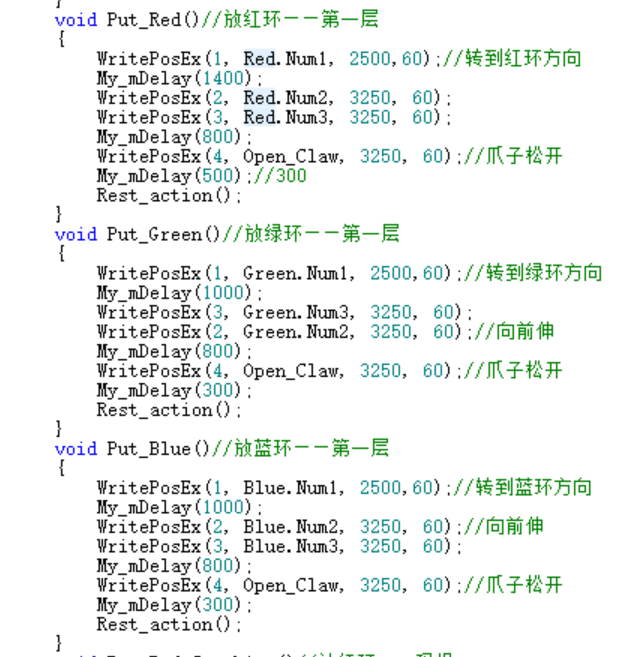 }
void Put_Red()//放红环——第一层
{
WritePosEx(1, Red.Num1, 2500,60);//转到红环方向
My_mDelay(1400);
WritePosEx(2, Red.Num2, 3250, 60);
WritePosEx(3, Red.Num3, 3250, 60);
My_mDelay(800);
WritePosEx(4, Open_Claw, 3250, 60);//爪子松开
My_mDelay(500);//300
Rest_action();
}
void Put_Green()//放绿环——第一层
{
WritePosEx(1, Green.Num1, 2500,60);//转到绿环方向
My_mDelay(1000);
WritePosEx(3, Green.Num3, 3250, 60);
WritePosEx(2, Green.Num2, 3250, 60);//向前伸
My_mDelay(800);
WritePosEx(4, Open_Claw, 3250, 60);//爪子松开
My_mDelay(300);
Rest_action();
}
void Put_Blue()//放蓝环——第一层
{
WritePosEx(1, Blue.Num1, 2500,60);//转到蓝环方向
My_mDelay(1000);
WritePosEx(2, Blue.Num2, 3250, 60);//向前伸
WritePosEx(3, Blue.Num3, 3250, 60);
My_mDelay(800);
WritePosEx(4, Open_Claw, 3250, 60);//爪子松开
My_mDelay(300);
Rest_action();
}